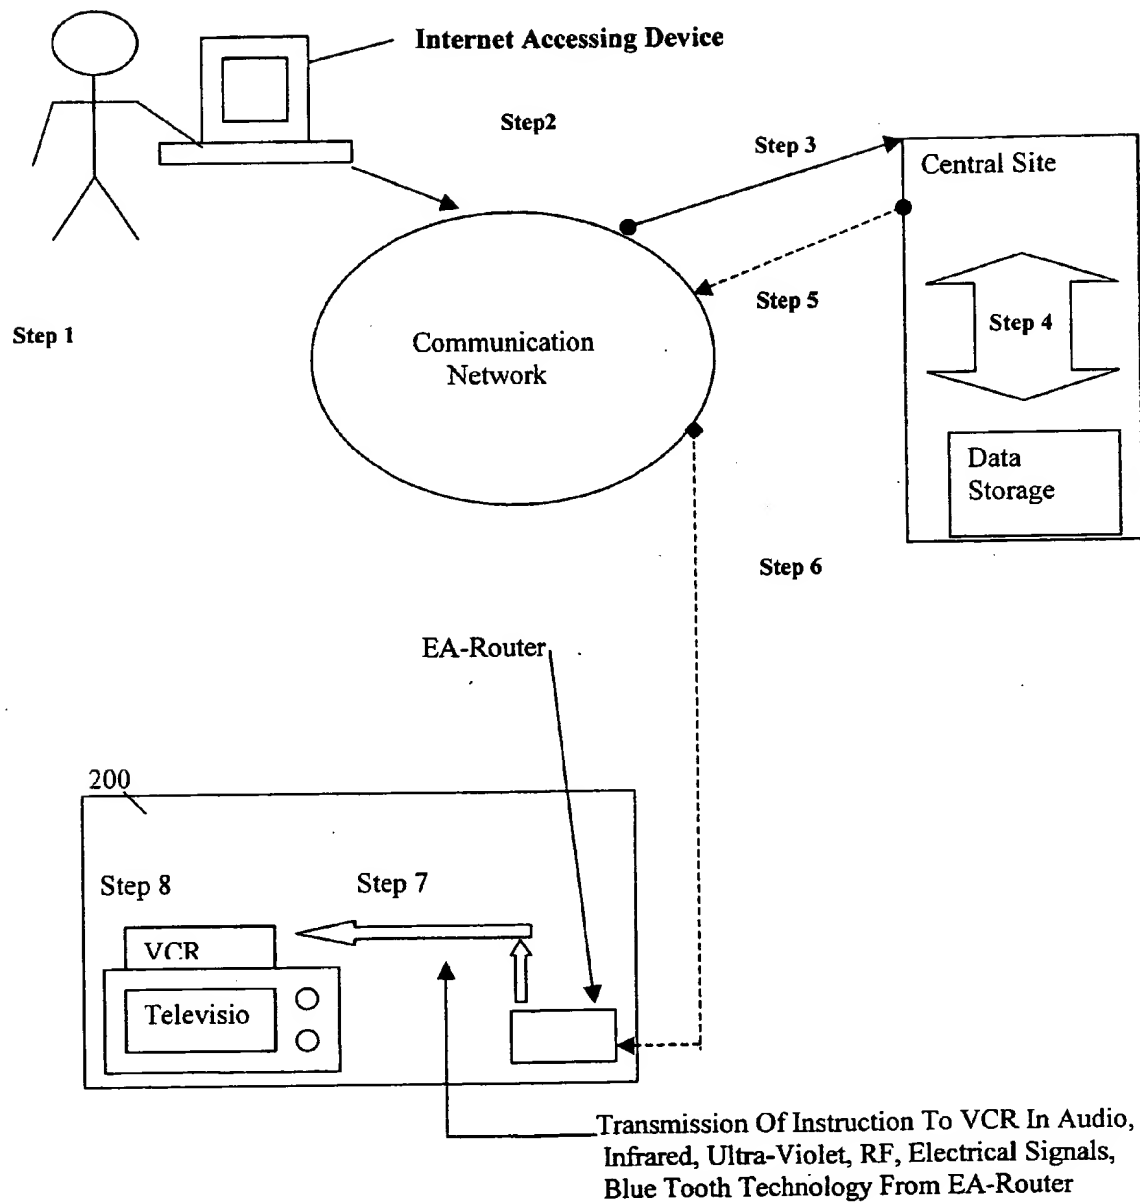 Internet Accessing Device
Step2
Step 3
Central Site
Step 5
Step 1
Step 4
Communication
Network
Data
Storage
Step 6
EA-Router
200
Step 8
Step 7
VCR
Televisio
Transmission Of Instruction To VCR In Audio,
Infrared, Ultra-Violet, RF, Electrical Signals,
Blue Tooth Technology From EA-Router